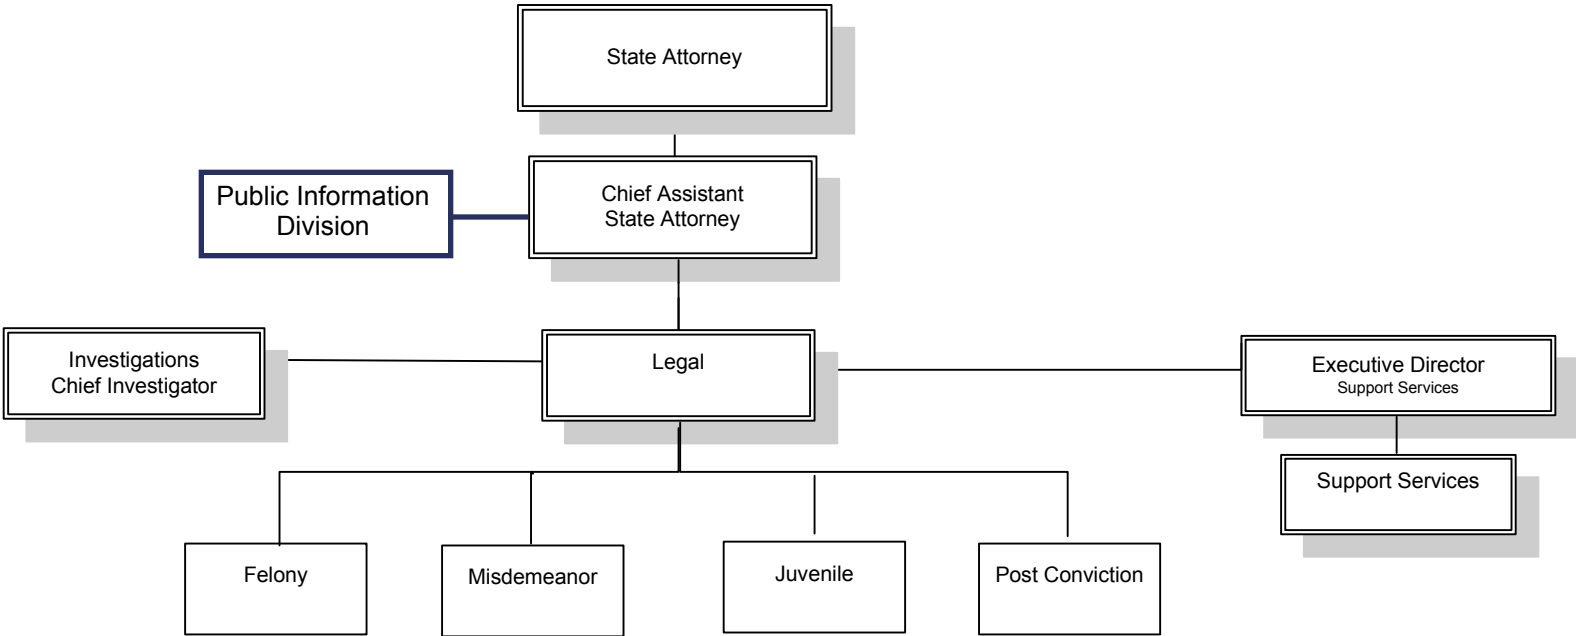 State Attorney
Public Information
Division
Chief Assistant
State Attorney
Investigations
Chief Investigator
Legal
Executive Director
Support Services
Support Services
Felony
Misdemeanor
Juvenile
Post Conviction